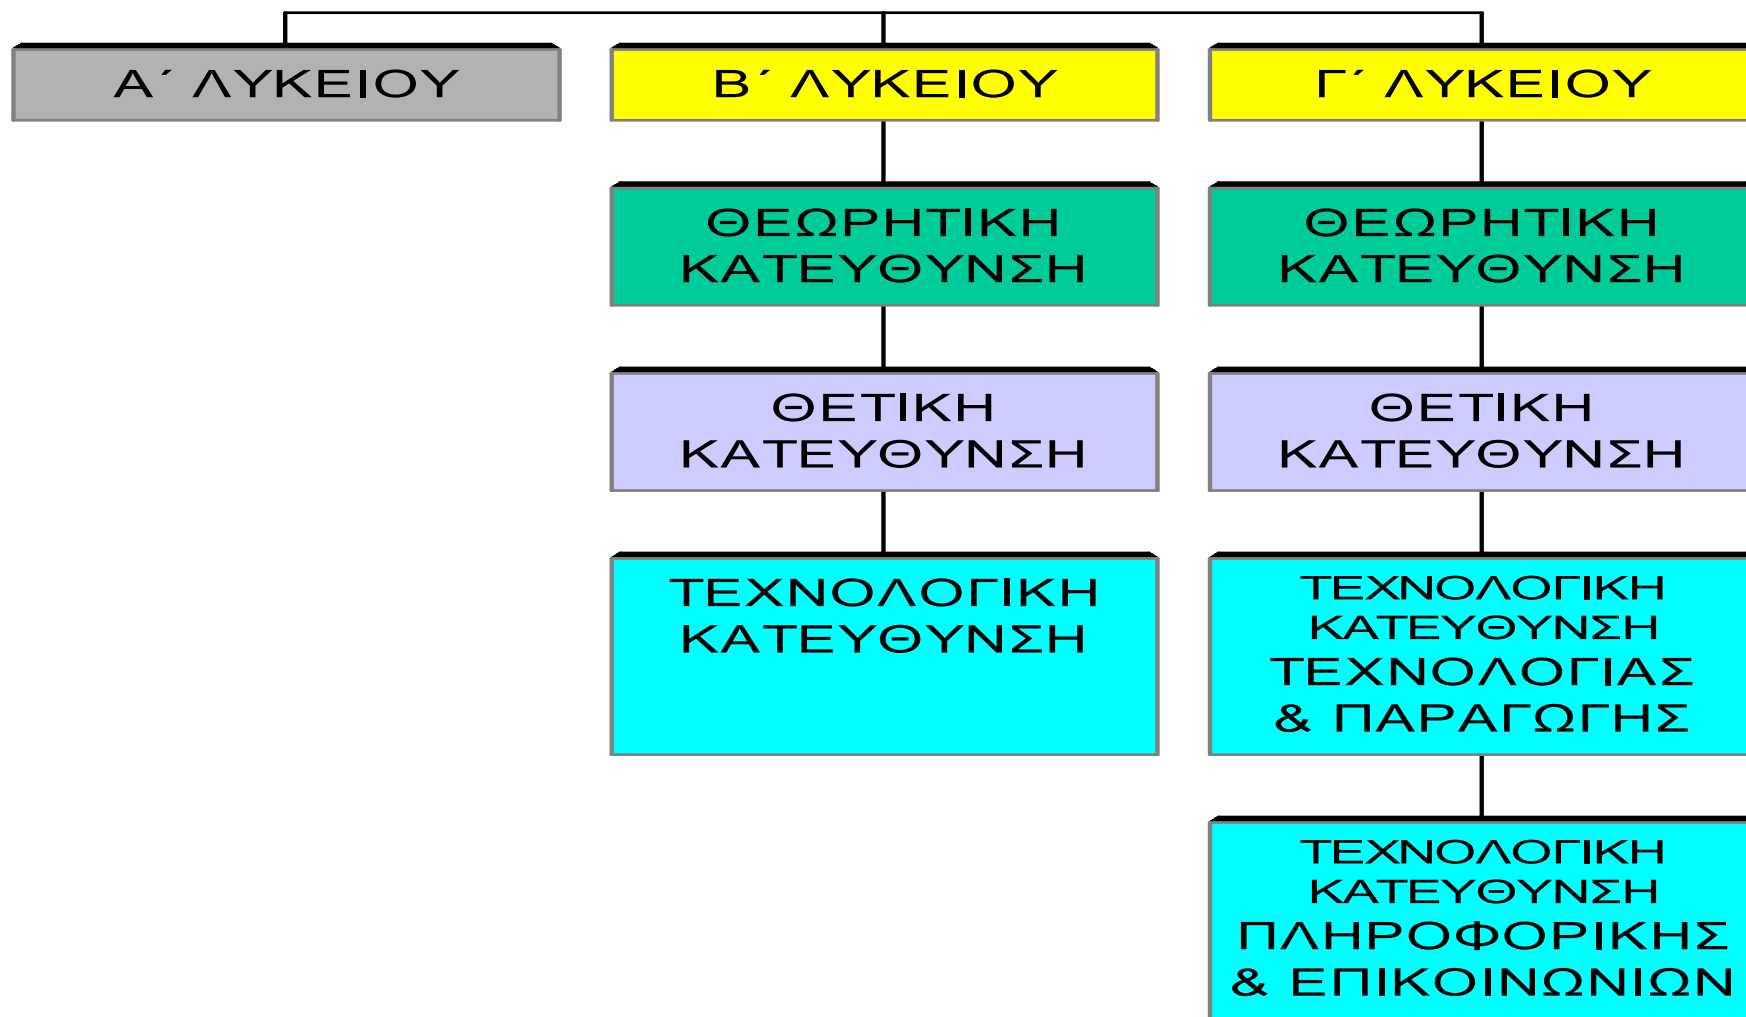 Α΄ ΛΥΚΕΙΟΥ
Β΄ ΛΥΚΕΙΟΥ
ΘΕΩΡΗΤΙΚΗ
ΚΑΤΕΥΘΥΝΣΗ
ΘΕΤΙΚΗ
ΚΑΤΕΥΘΥΝΣΗ
ΤΕΧΝΟΛΟΓΙΚΗ
ΚΑΤΕΥΘΥΝΣΗ
Γ΄ ΛΥΚΕΙΟΥ
ΘΕΩΡΗΤΙΚΗ
ΚΑΤΕΥΘΥΝΣΗ
ΘΕΤΙΚΗ
ΚΑΤΕΥΘΥΝΣΗ
ΤΕΧΝΟΛΟΓΙΚΗ
ΚΑΤΕΥΘΥΝΣΗ
ΤΕΧΝΟΛΟΓΙΑΣ
& ΠΑΡΑΓΩΓΗΣ
ΤΕΧΝΟΛΟΓΙΚΗ
ΚΑΤΕΥΘΥΝΣΗ
ΠΛΗΡΟΦΟΡΙΚΗΣ
& ΕΠΙΚΟΙΝΩΝΙΩΝ